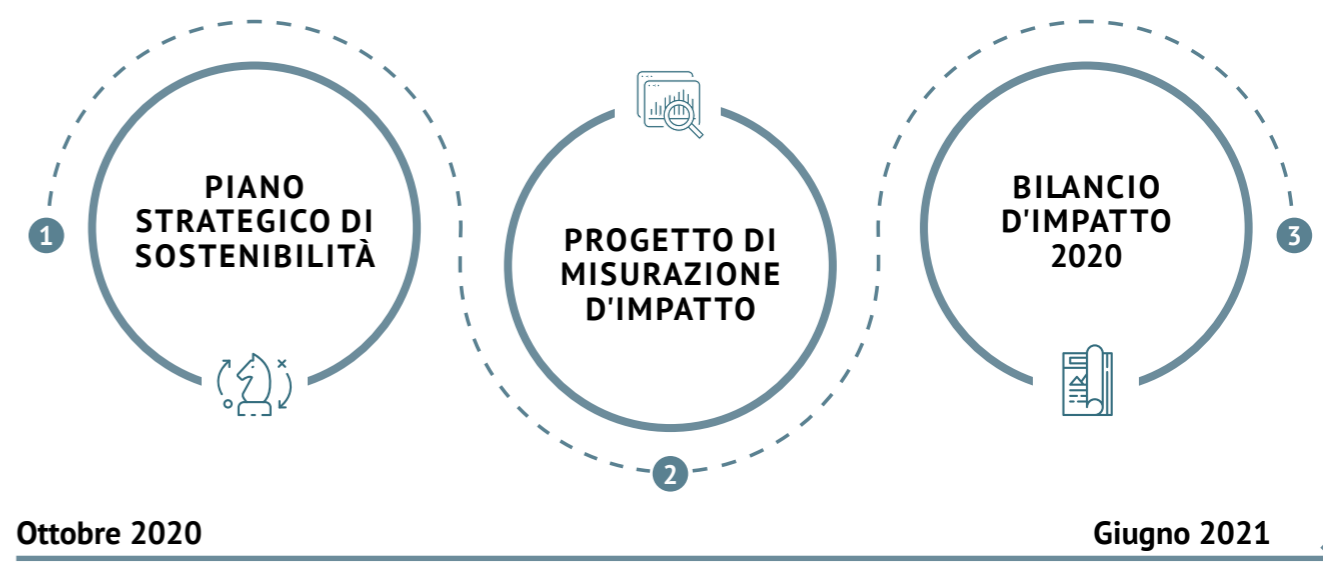 1
PIANO
STRATEGICO DI
SOSTENIBILITÀ
PROGETTO DI
MISURAZIONE
D'IMPATTO
2
BILANCIO
D'IMPATTO
2020
3
Ottobre 2020
Giugno 2021